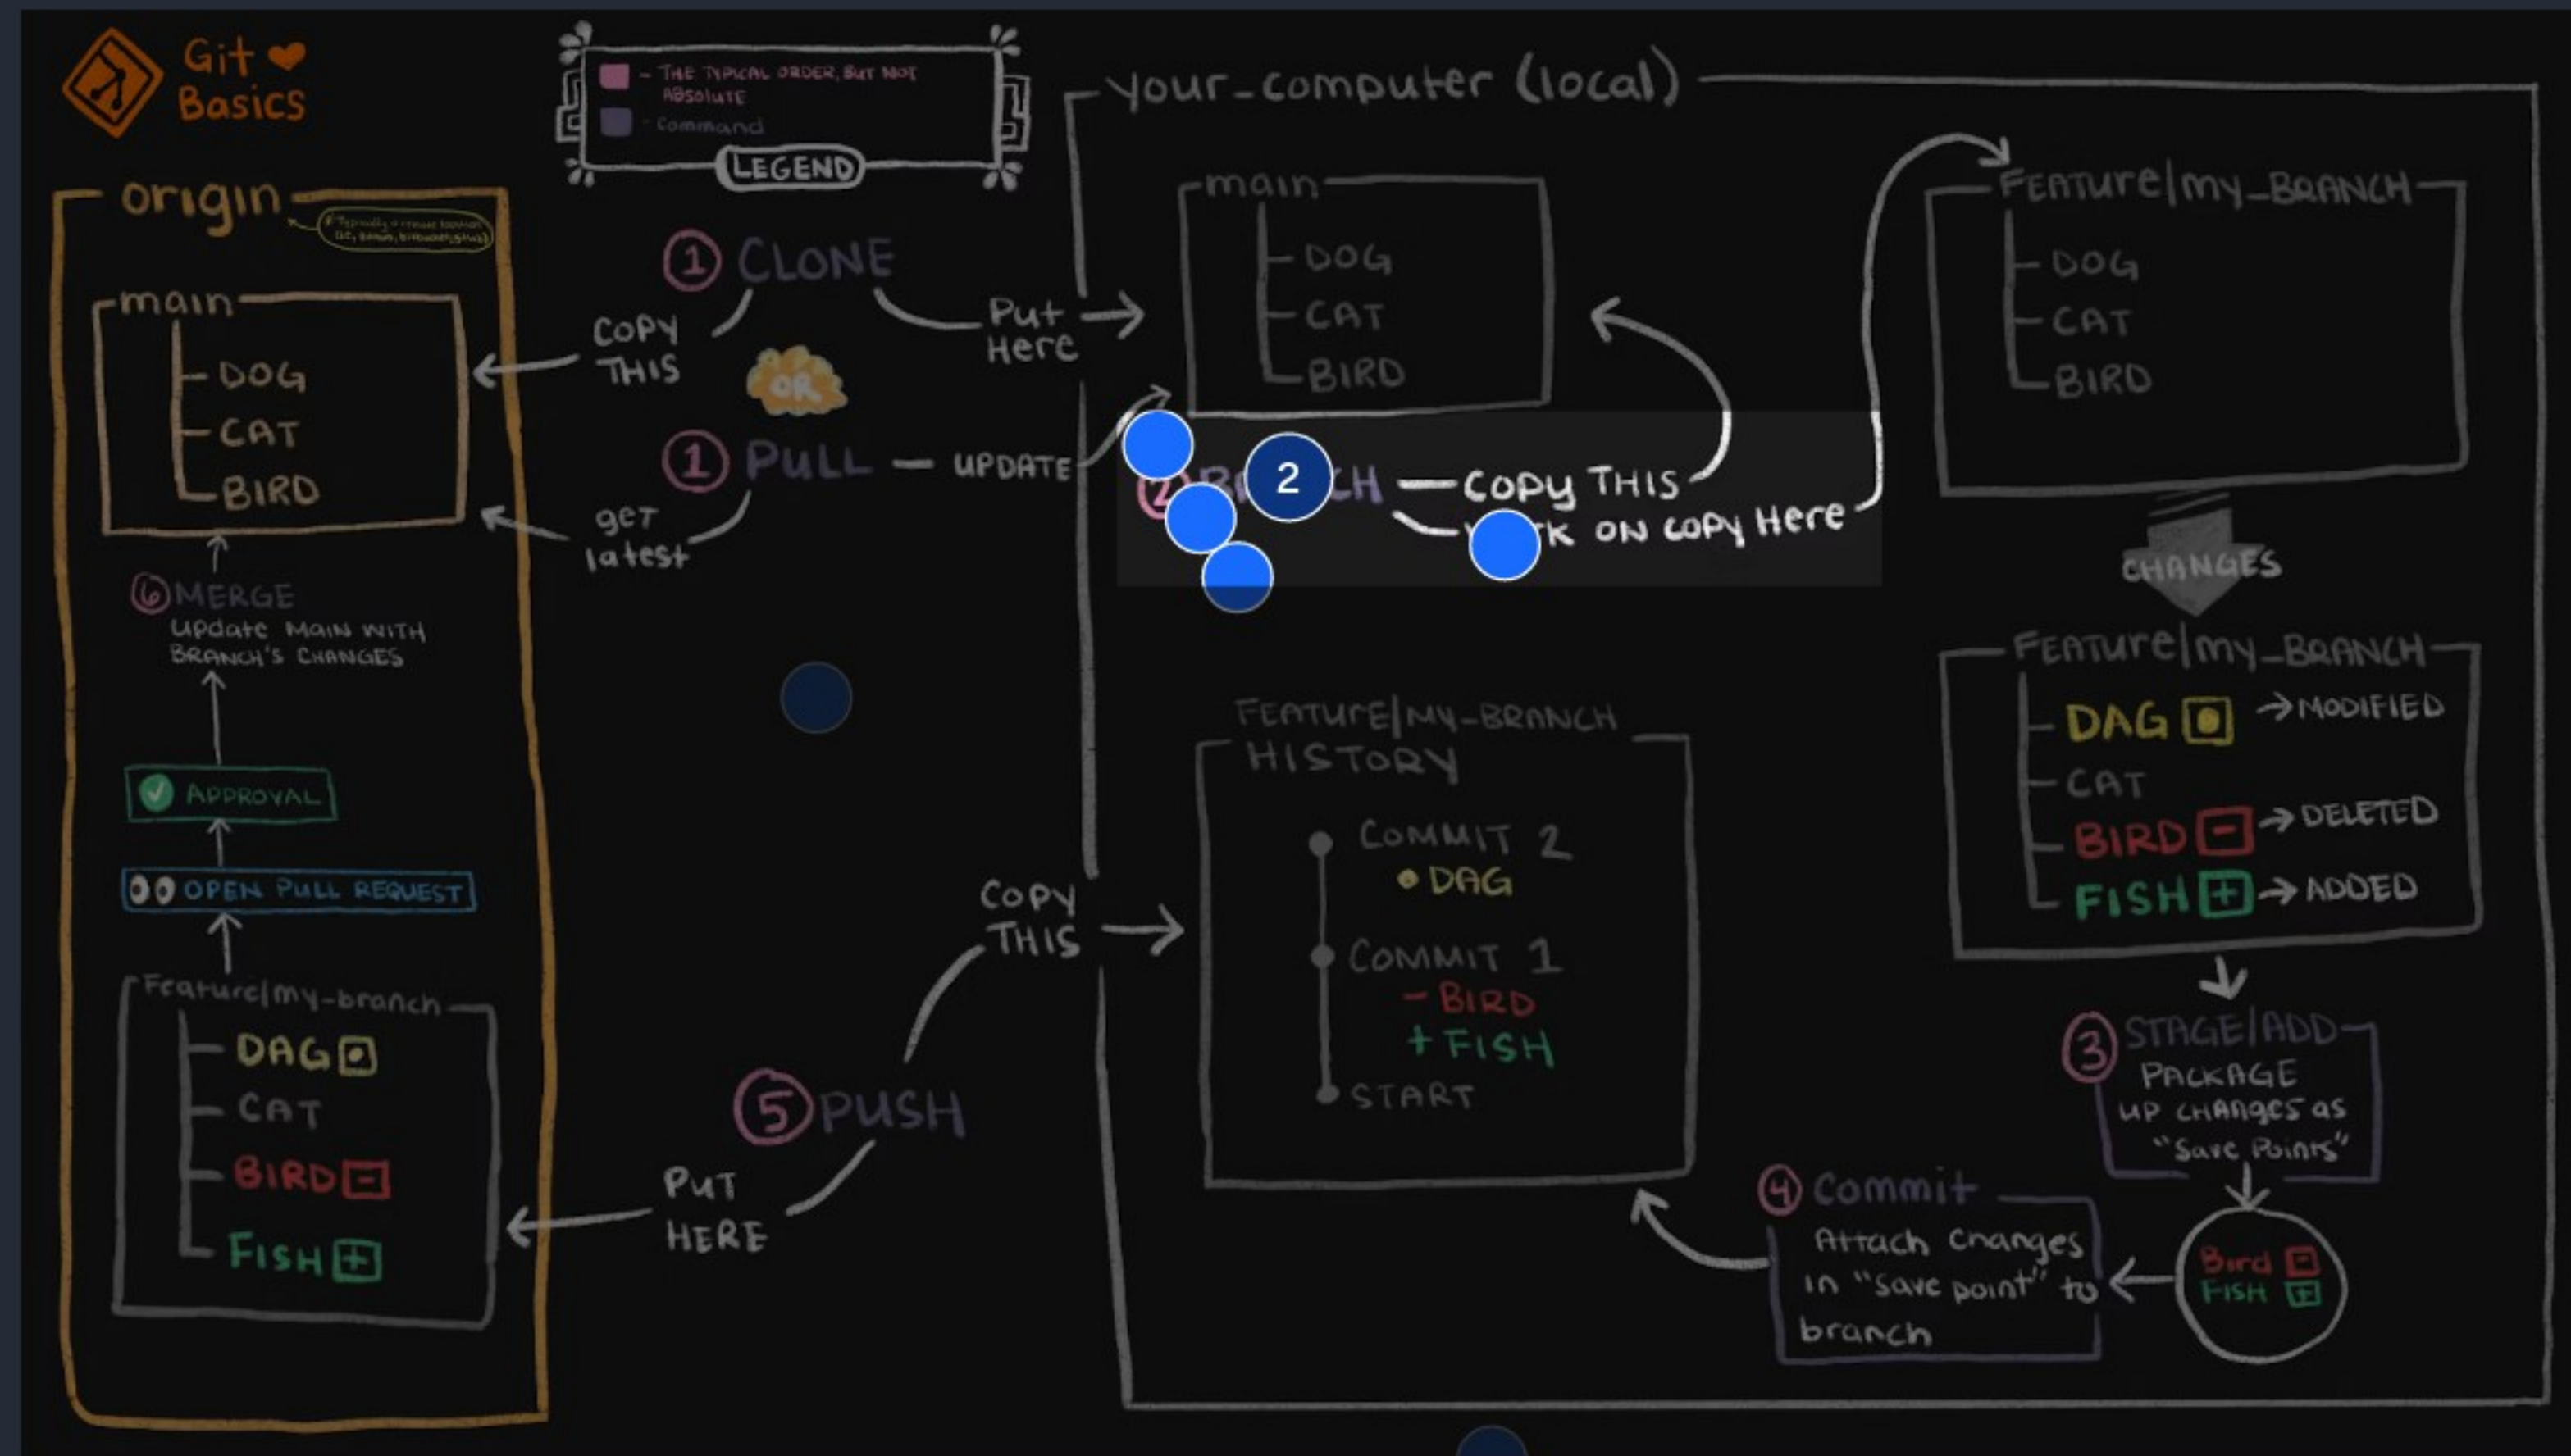 Git
Basics
- THE TYPICAL ORDER, BUT NOT
ABSOLUTE
- Command
LEGEND
your_computer (local)
origin
* Typically a remote location
main
DOG
CAT
BIRD
1 CLONE
COPY
THIS
Put
Here
OR
1 PULL
UPDATE
get
latest
main
DOG
CAT
BIRD
2
2
COPY THIS
ON COPY Here
FEATURE/my_BRANCH
DOG
CAT
BIRD
CHANGES
FEATURE/my_BRANCH
DAG → MODIFIED
CAT
BIRD - → DELETED
FISH + → ADDED
3 STAGE/ADD
PACKAGE
UP CHANGES as
"Save Points"
Bird -
FISH +
4 Commit
Attach Changes
in "save point" to
branch
FEATURE/MY-BRANCH
HISTORY
COMMIT 2
• DAG
COMMIT 1
- BIRD
+ FISH
START
COPY
THIS
5 PUSH
PUT
HERE
6 MERGE
update MAIN WITH
BRANCH'S CHANGES
APPROVAL
OPEN PULL REQUEST
Feature/my-branch
DAG
CAT
BIRD -
FISH +